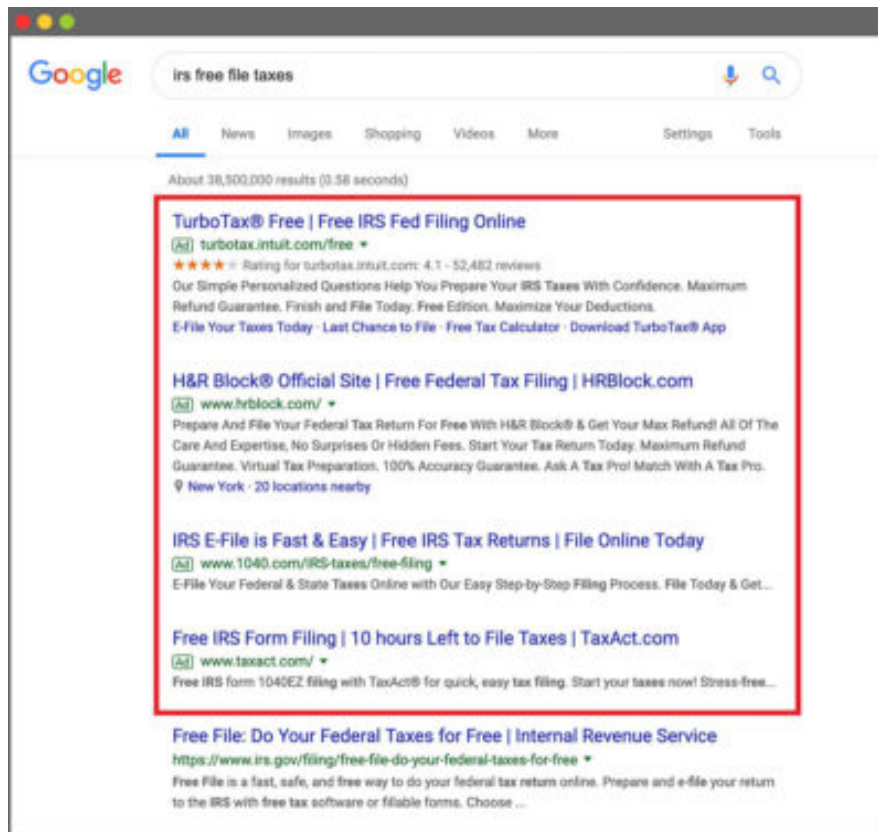 Google
irs free file taxes
All News Images Shopping Videos More Settings Tools
About 38,500,000 results (0.58 seconds)
TurboTax® Free | Free IRS Fed Filing Online
Ad turbotax.intuit.com/free
Rating for turbotax.intuit.com: 4.1 - 52,482 reviews
Our Simple Personalized Questions Help You Prepare Your IRS Taxes With Confidence. Maximum
Refund Guarantee. Finish and File Today. Free Edition. Maximize Your Deductions.
E-File Your Taxes Today · Last Chance to File · Free Tax Calculator · Download TurboTax® App
H&R Block® Official Site | Free Federal Tax Filing | HRBlock.com
Ad www.hrblock.com/
Prepare And File Your Federal Tax Return For Free With H&R Block® & Get Your Max Refund! All Of The
Care And Expertise, No Surprises Or Hidden Fees. Start Your Tax Return Today. Maximum Refund
Guarantee. Virtual Tax Preparation. 100% Accuracy Guarantee. Ask A Tax Pro! Match With A Tax Pro.
New York · 20 locations nearby
IRS E-File is Fast & Easy | Free IRS Tax Returns | File Online Today
Ad www.1040.com/IRS-taxes/free-filing
E-File Your Federal & State Taxes Online with Our Easy Step-by-Step Filing Process. File Today & Get...
Free IRS Form Filing | 10 hours Left to File Taxes | TaxAct.com
Ad www.taxact.com/
Free IRS form 1040EZ filing with TaxAct® for quick, easy tax filing. Start your taxes now! Stress-free...
Free File: Do Your Federal Taxes for Free | Internal Revenue Service
https://www.irs.gov/filing/free-file-do-your-federal-taxes-for-free
Free File is a fast, safe, and free way to do your federal tax return online. Prepare and e-file your return
to the IRS with free tax software or fillable forms. Choose ...